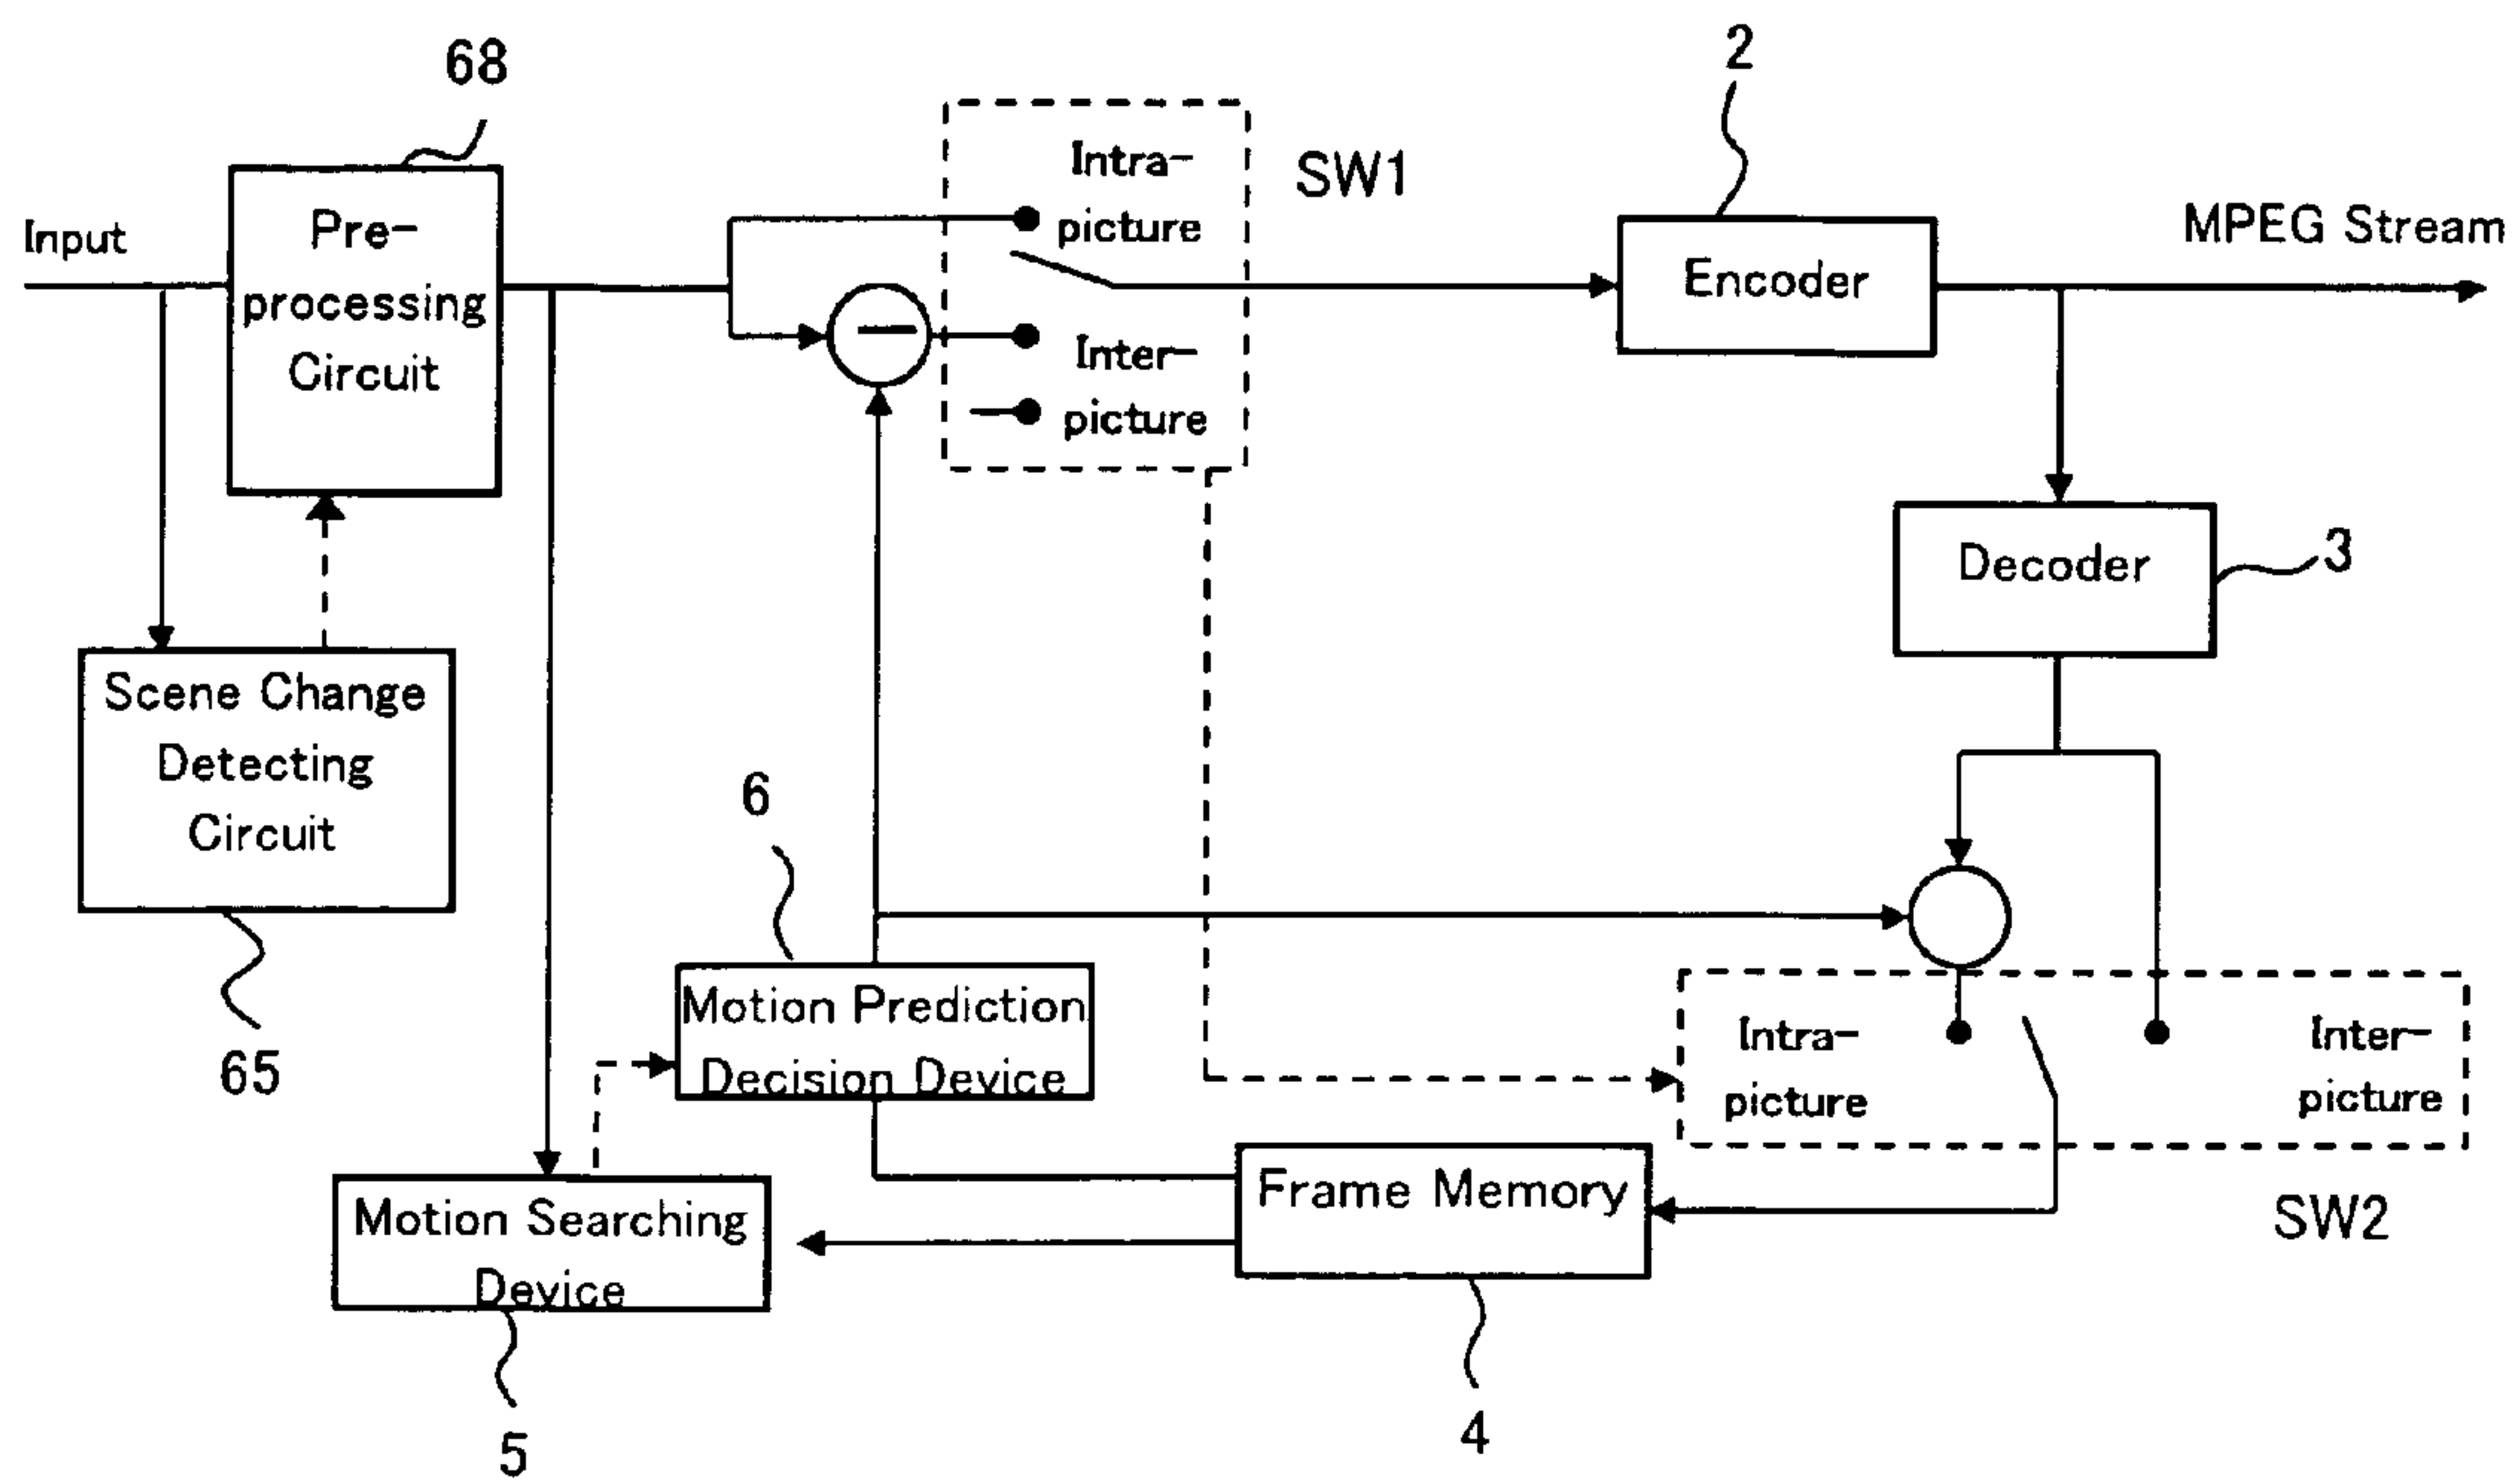 68
2
Input
Pre-
processing
Circuit
Intra-
picture
SW1
Inter-
picture
Encoder
MPEG Stream
Decoder
3
Scene Change
Detecting
Circuit
65
6
Motion Prediction
Decision Device
Intra-
picture
Inter-
picture
SW2
Motion Searching
Device
5
Frame Memory
4